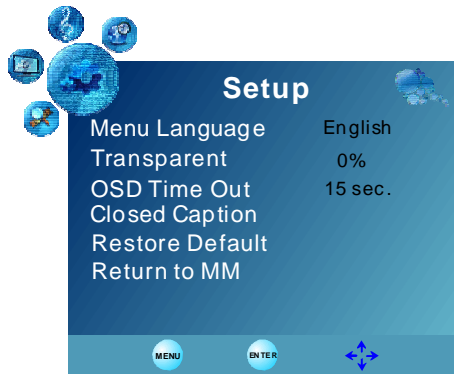 Setup
Menu Language English
Transparent 0%
OSD Time Out 15 sec.
Closed Caption
Restore Default
Return to MM
MENU ENTER